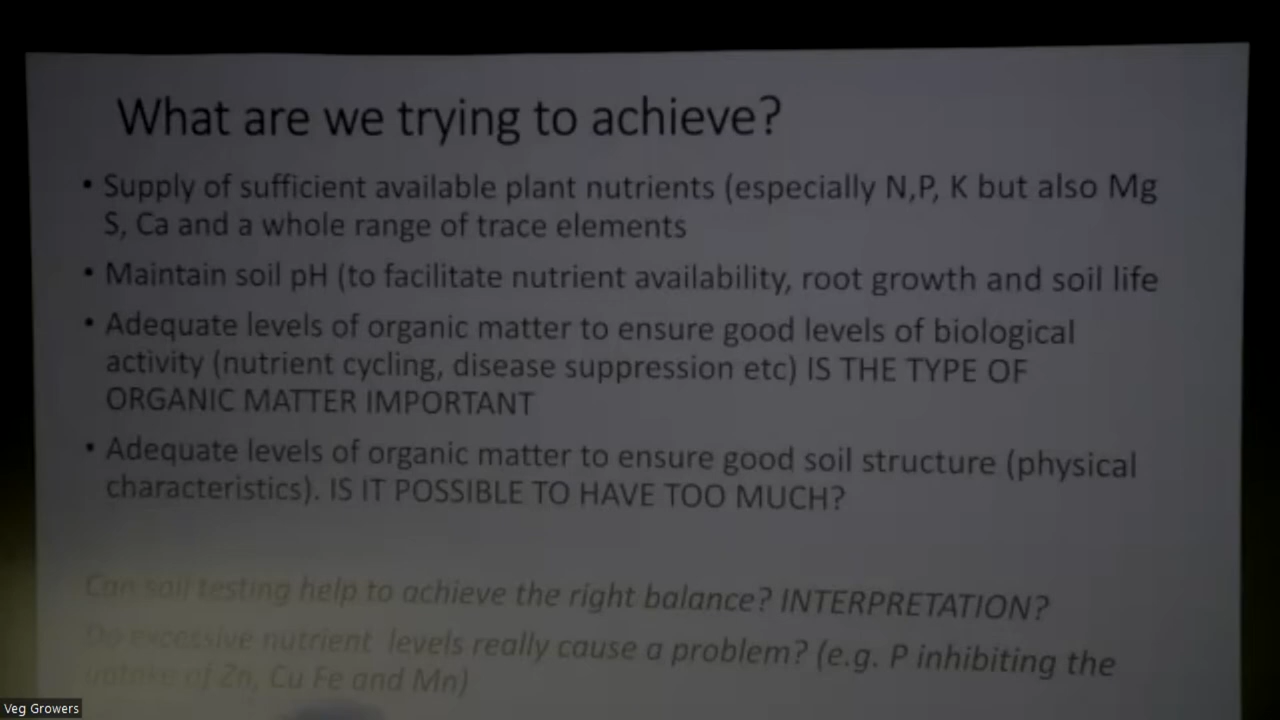 What are we trying to achieve?
• Supply of sufficient available plant nutrients (especially N,P, K but also Mg
S, Ca and a whole range of trace elements
• Maintain soil pH (to facilitate nutrient availability, root growth and soil life
• Adequate levels of organic matter to ensure good levels of biological
activity (nutrient cycling, disease suppression etc) IS THE TYPE OF
ORGANIC MATTER IMPORTANT
• Adequate levels of organic matter to ensure good soil structure (physical
characteristics). IS IT POSSIBLE TO HAVE TOO MUCH?
Can soil testing help to achieve the right balance? INTERPRETATION?
Do excessive nutrient levels really cause a problem? (e.g. P inhibiting the
uptake of Zn, Cu Fe and Mn)
Veg Growers